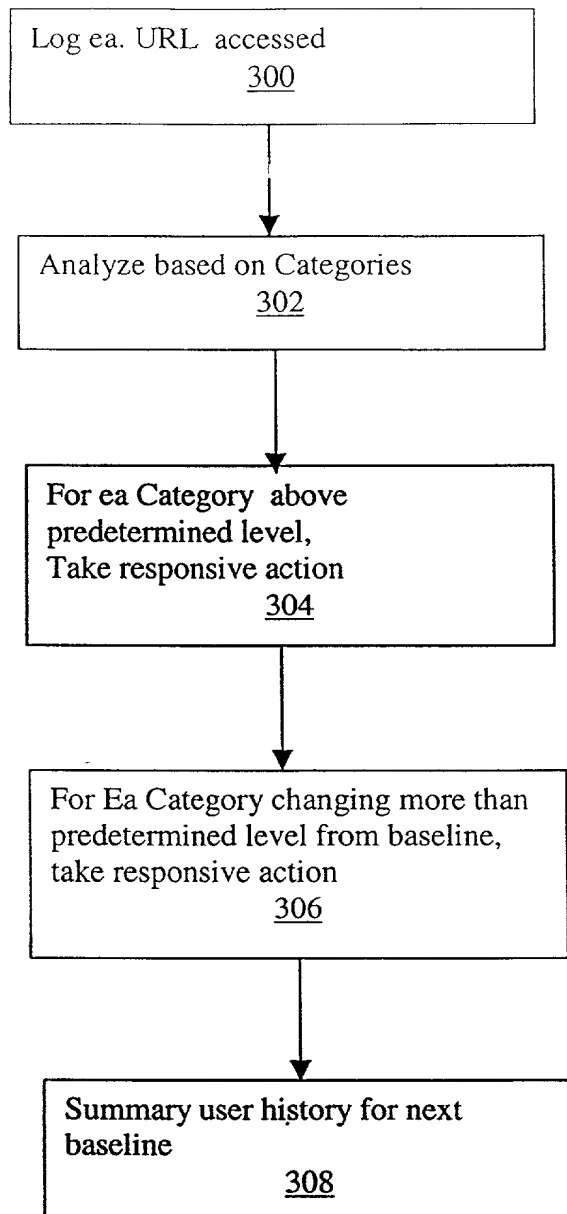 Log ea. URL accessed
300
Analyze based on Categories
302
For ea Category above
predetermined level,
Take responsive action
304
For Ea Category changing more than
predetermined level from baseline,
take responsive action
306
Summary user history for next
baseline
308